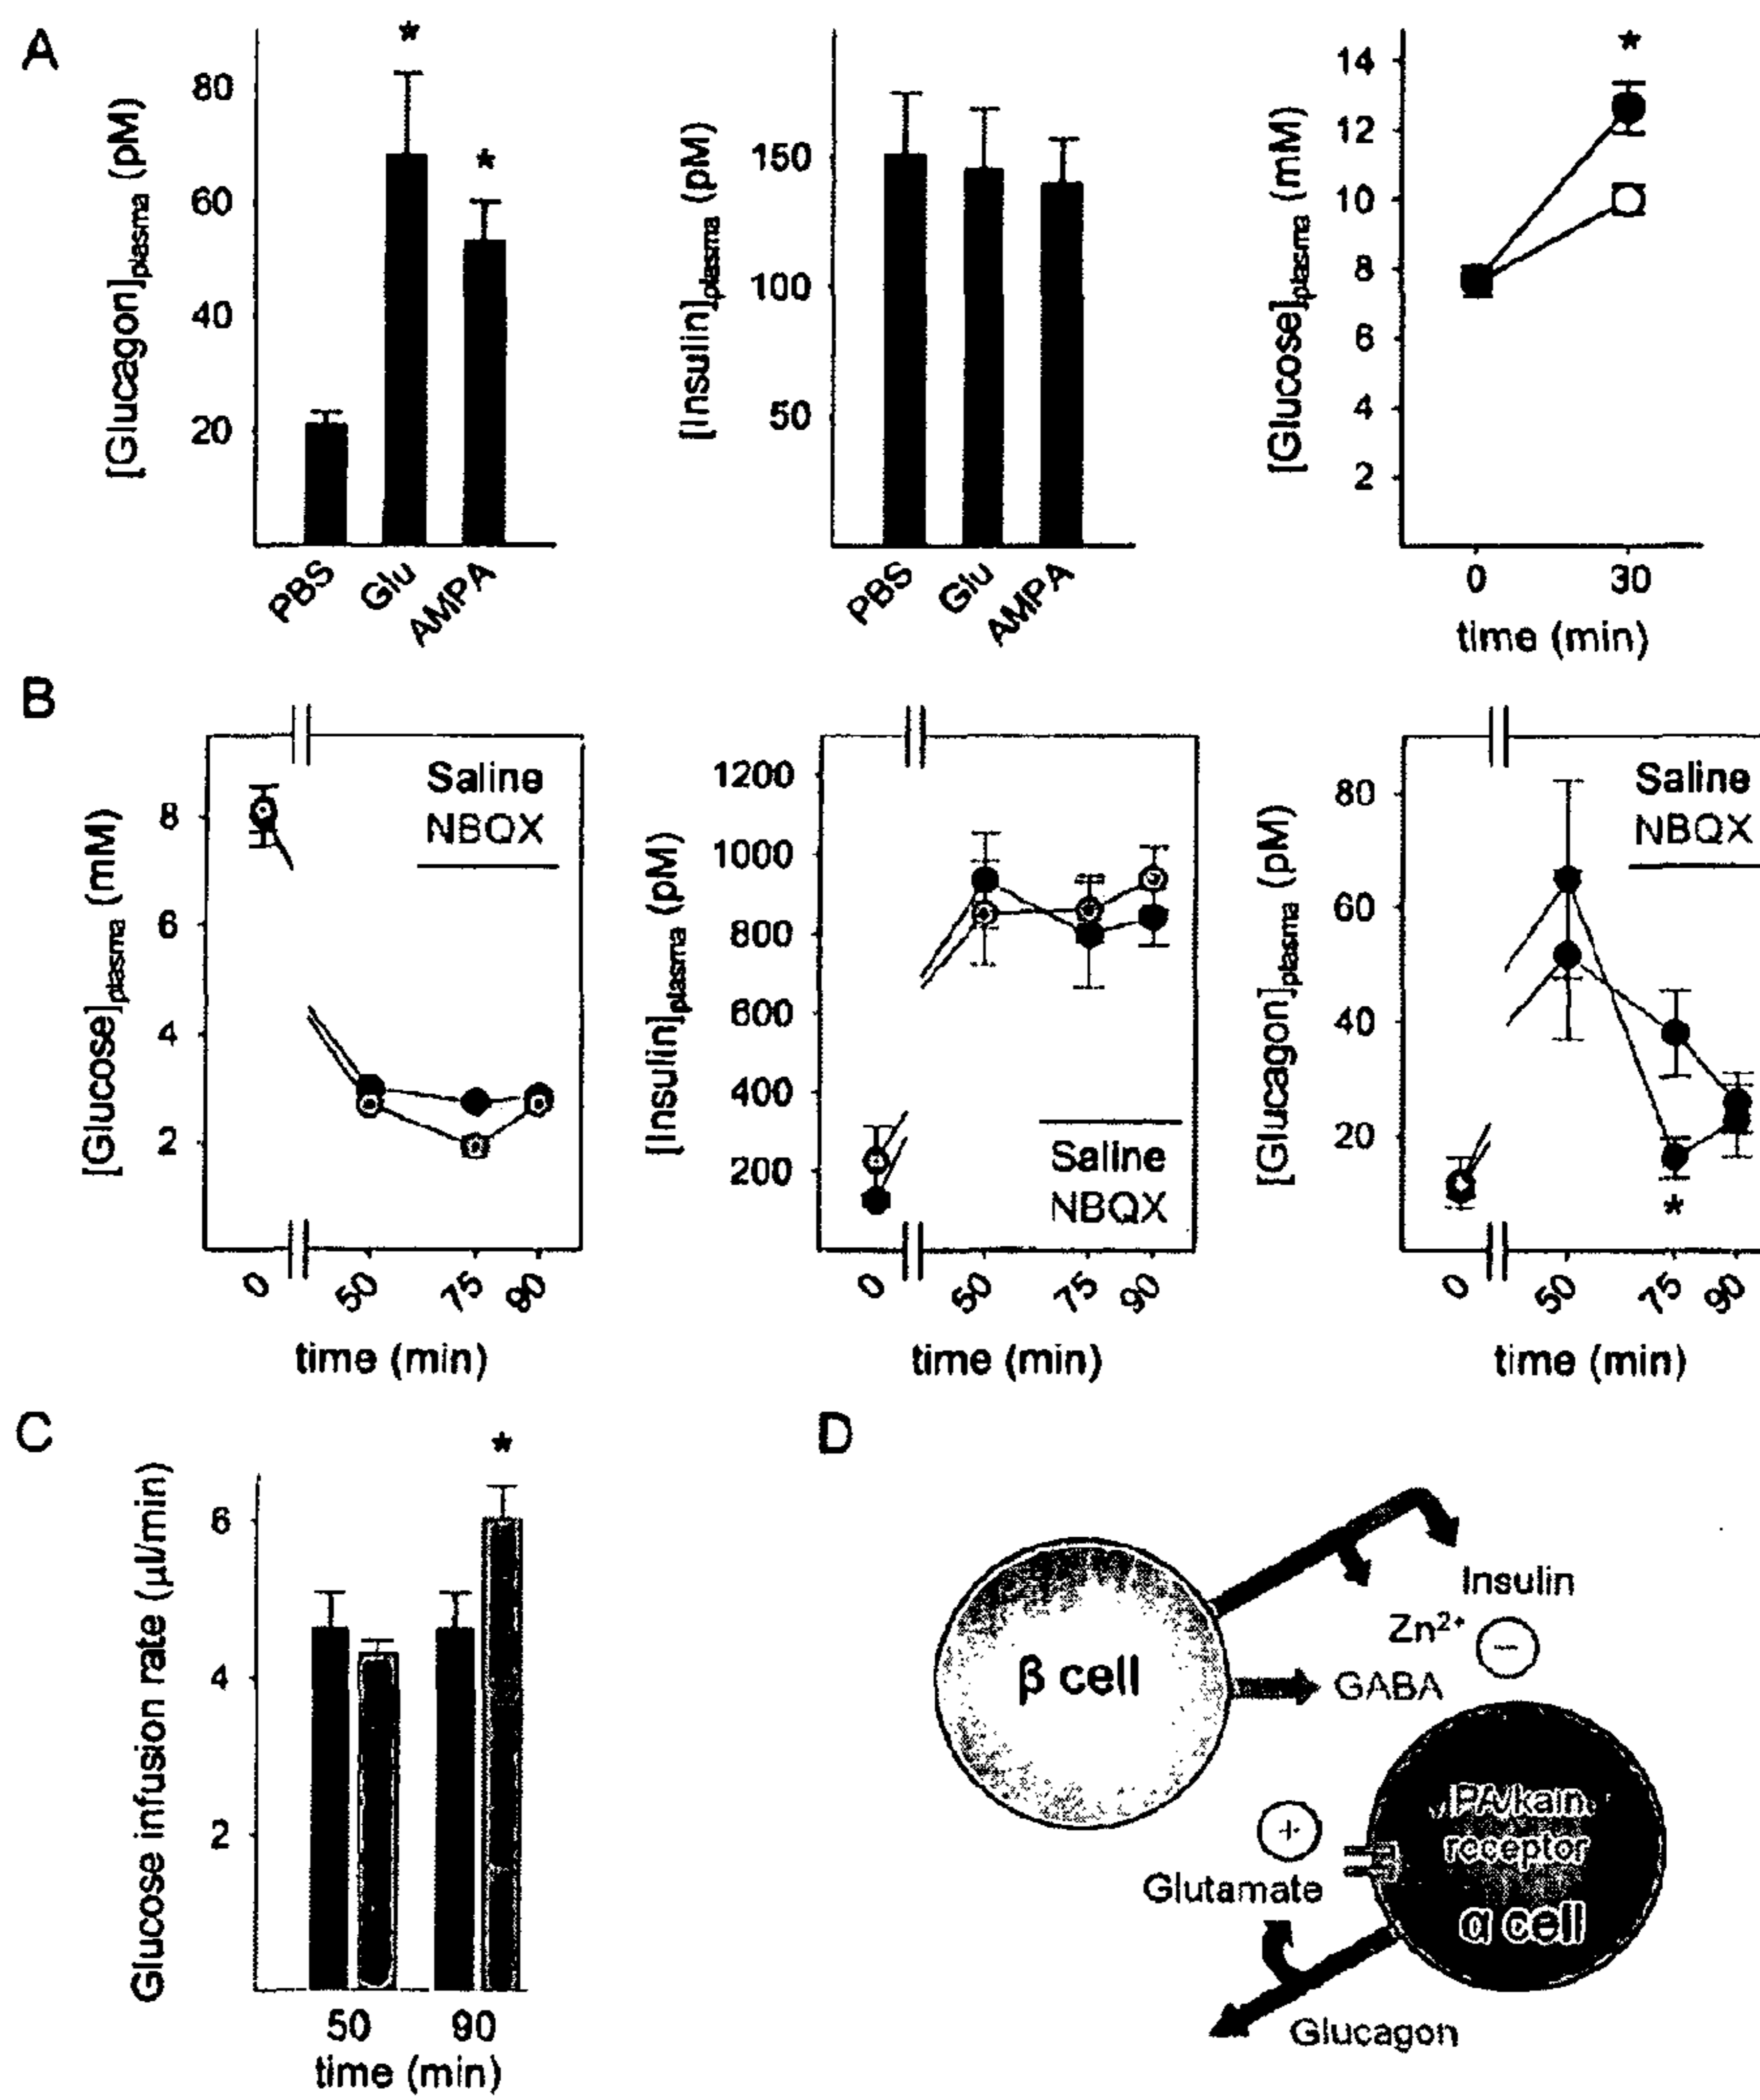 A
[Glucagon]plasma (pM)
80
60
40
20
*
*
PBS
Glu
AMPA
[Insulin]plasma (pM)
150
100
50
PBS
Glu
AMPA
[Glucose]plasma (mM)
14
12
10
8
6
4
2
*
0
30
time (min)
B
[Glucose]plasma (mM)
8
6
4
2
Saline
NBQX
0
50
75
90
time (min)
[Insulin]plasma (pM)
1200
1000
800
600
400
200
Saline
NBQX
0
50
75
90
time (min)
[Glucagon]plasma (pM)
80
60
40
20
Saline
NBQX
*
0
50
75
90
time (min)
C
Glucose infusion rate (µl/min)
6
4
2
*
50
90
time (min)
D
β cell
Insulin
Zn²⁺
−
GABA
+
Glutamate
receptor
α cell
Glucagon